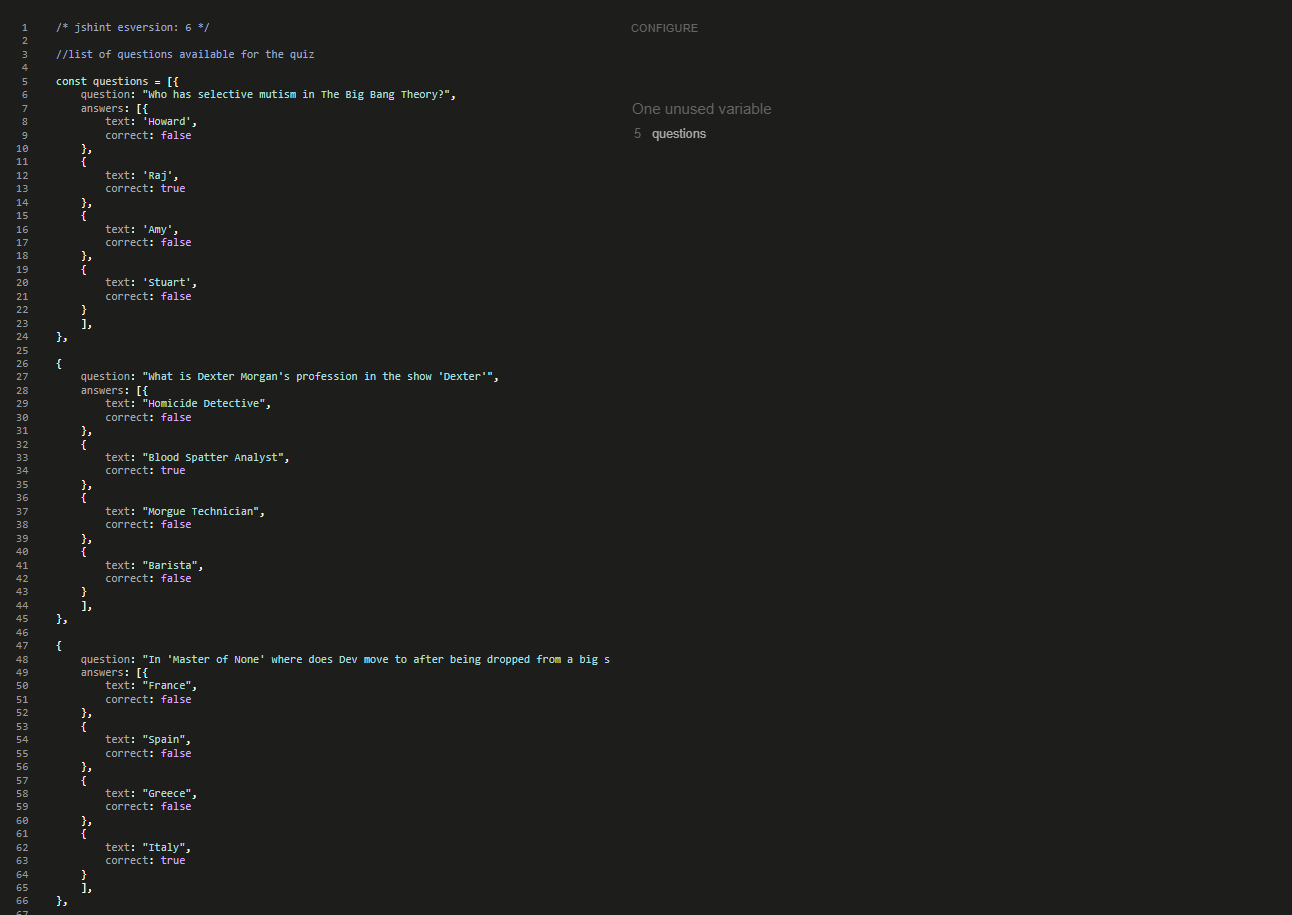 CONFIGURE
One unused variable
5 questions
1 /* jshint esversion: 6 */
2
3 //list of questions available for the quiz
4
5 const questions = [{
6 question: "Who has selective mutism in The Big Bang Theory?",
7 answers: [{
8 text: 'Howard',
9 correct: false
10 },
11 {
12 text: 'Raj',
13 correct: true
14 },
15 {
16 text: 'Amy',
17 correct: false
18 },
19 {
20 text: 'Stuart',
21 correct: false
22 }
23 ],
24 },
25
26 {
27 question: "What is Dexter Morgan's profession in the show 'Dexter'",
28 answers: [{
29 text: "Homicide Detective",
30 correct: false
31 },
32 {
33 text: "Blood Spatter Analyst",
34 correct: true
35 },
36 {
37 text: "Morgue Technician",
38 correct: false
39 },
40 {
41 text: "Barista",
42 correct: false
43 }
44 ],
45 },
46
47 {
48 question: "In 'Master of None' where does Dev move to after being dropped from a big s
49 answers: [{
50 text: "France",
51 correct: false
52 },
53 {
54 text: "Spain",
55 correct: false
56 },
57 {
58 text: "Greece",
59 correct: false
60 },
61 {
62 text: "Italy",
63 correct: true
64 }
65 ],
66 },
67